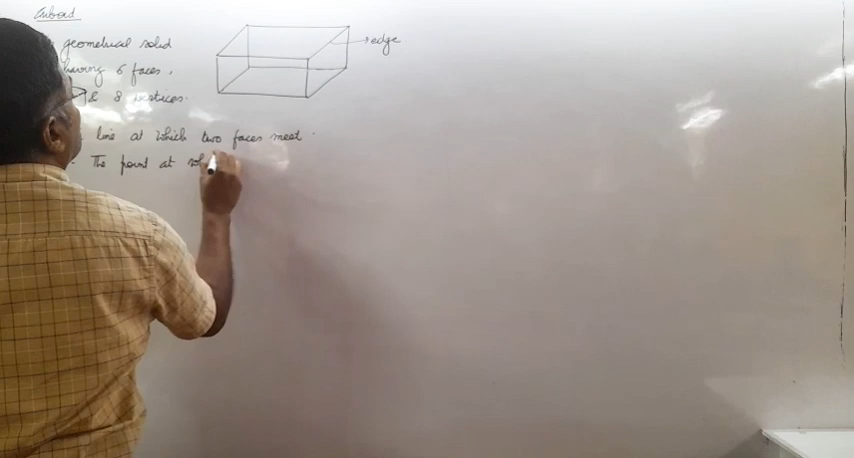 Cuboid
geometrical solid
having 6 faces,
& 8 vertices.
edge
line at which two faces meet.
The point at